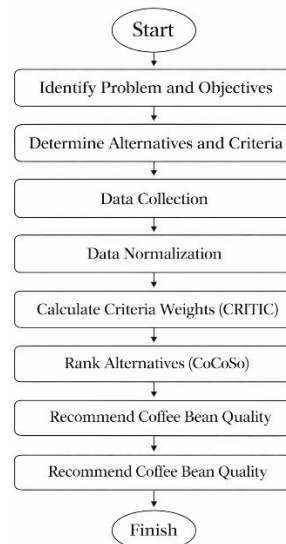 Start
Identify Problem and Objectives
Determine Alternatives and Criteria
Data Collection
Data Normalization
Calculate Criteria Weights (CRITIC)
Rank Alternatives (CoCoSo)
Recommend Coffee Bean Quality
Recommend Coffee Bean Quality
Finish